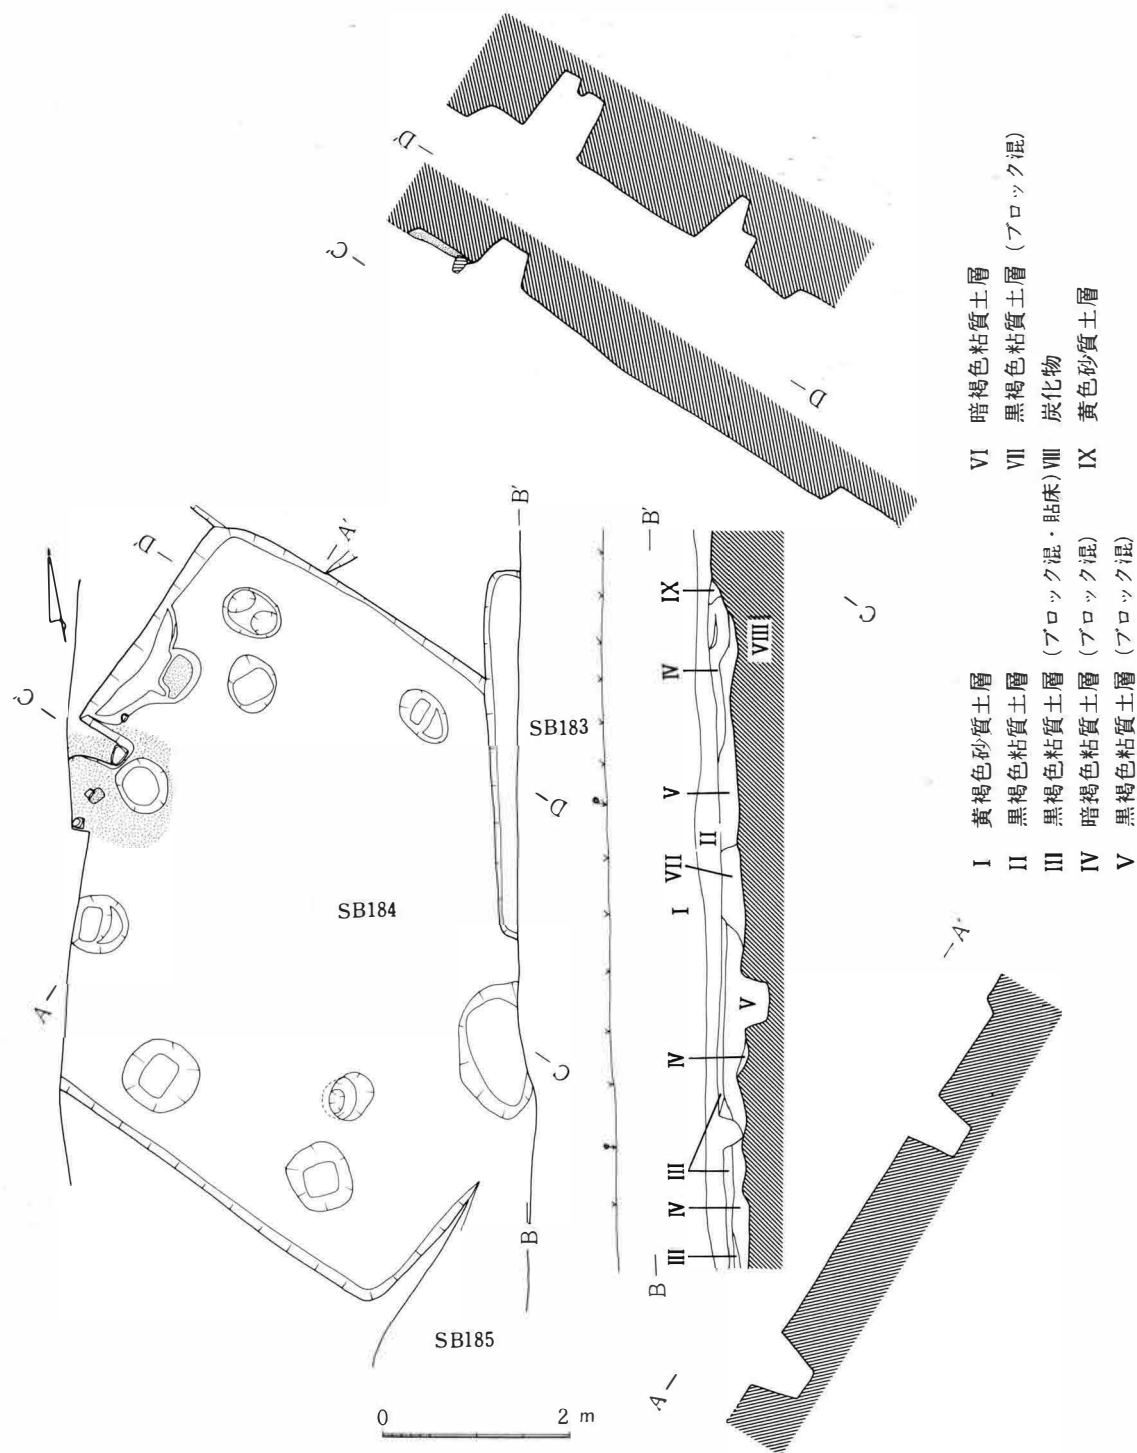 D'
C'
D
C
D'
A'
B'
C'
SB183
D
SB184
A
C
B
SB185
B'
IX
IV
VIII
V
II
VII
I
V
IV
III
IV
III
B
A'
A
0 2 m
I 黄褐色砂質土層
II 黒褐色粘質土層
III 黒褐色粘質土層 (ブロック混・貼床)
IV 暗褐色粘質土層 (ブロック混)
V 黒褐色粘質土層 (ブロック混)
VI 暗褐色粘質土層
VII 黒褐色粘質土層 (ブロック混)
VIII 炭化物
IX 黄色砂質土層